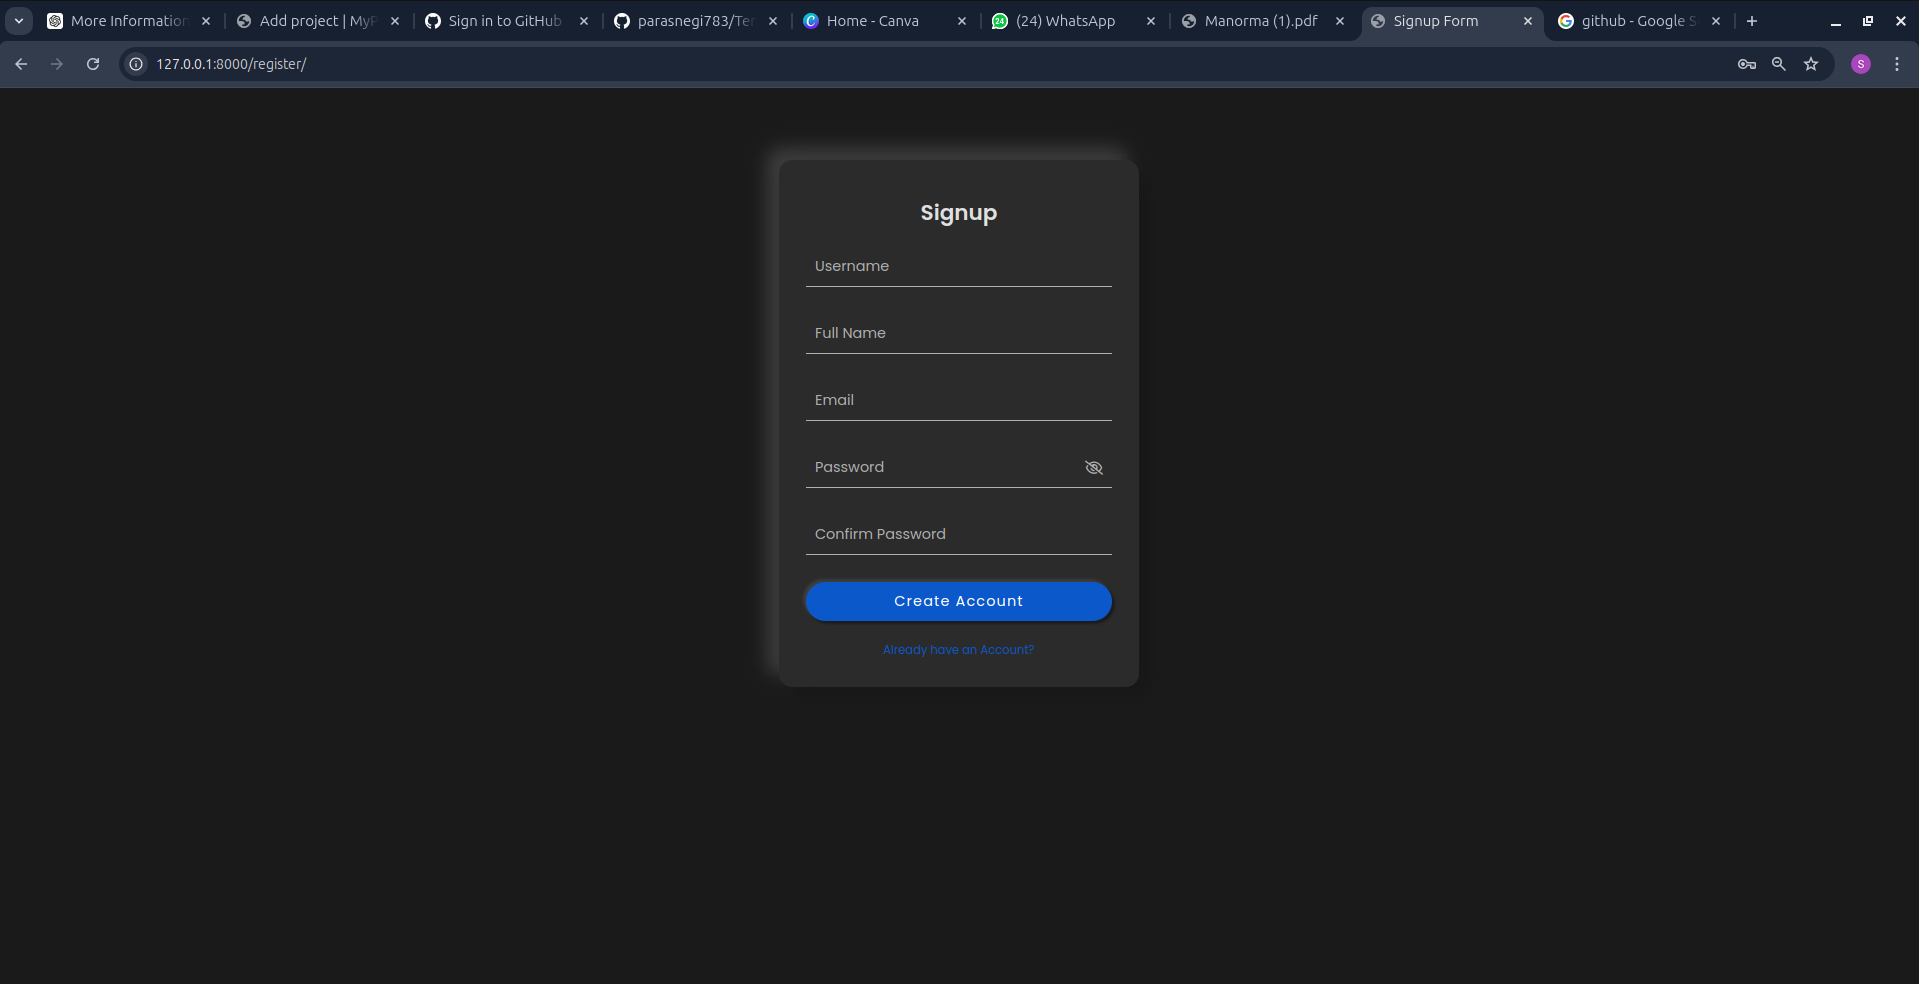 More Information
Add project | MyP
Sign in to GitHub
parasnegi783/Ter
Home - Canva
24
(24) WhatsApp
Manorma (1).pdf
Signup Form
github - Google S
127.0.0.1:8000/register/
S
Signup
Username
Full Name
Email
Password
Confirm Password
Create Account
Already have an Account?